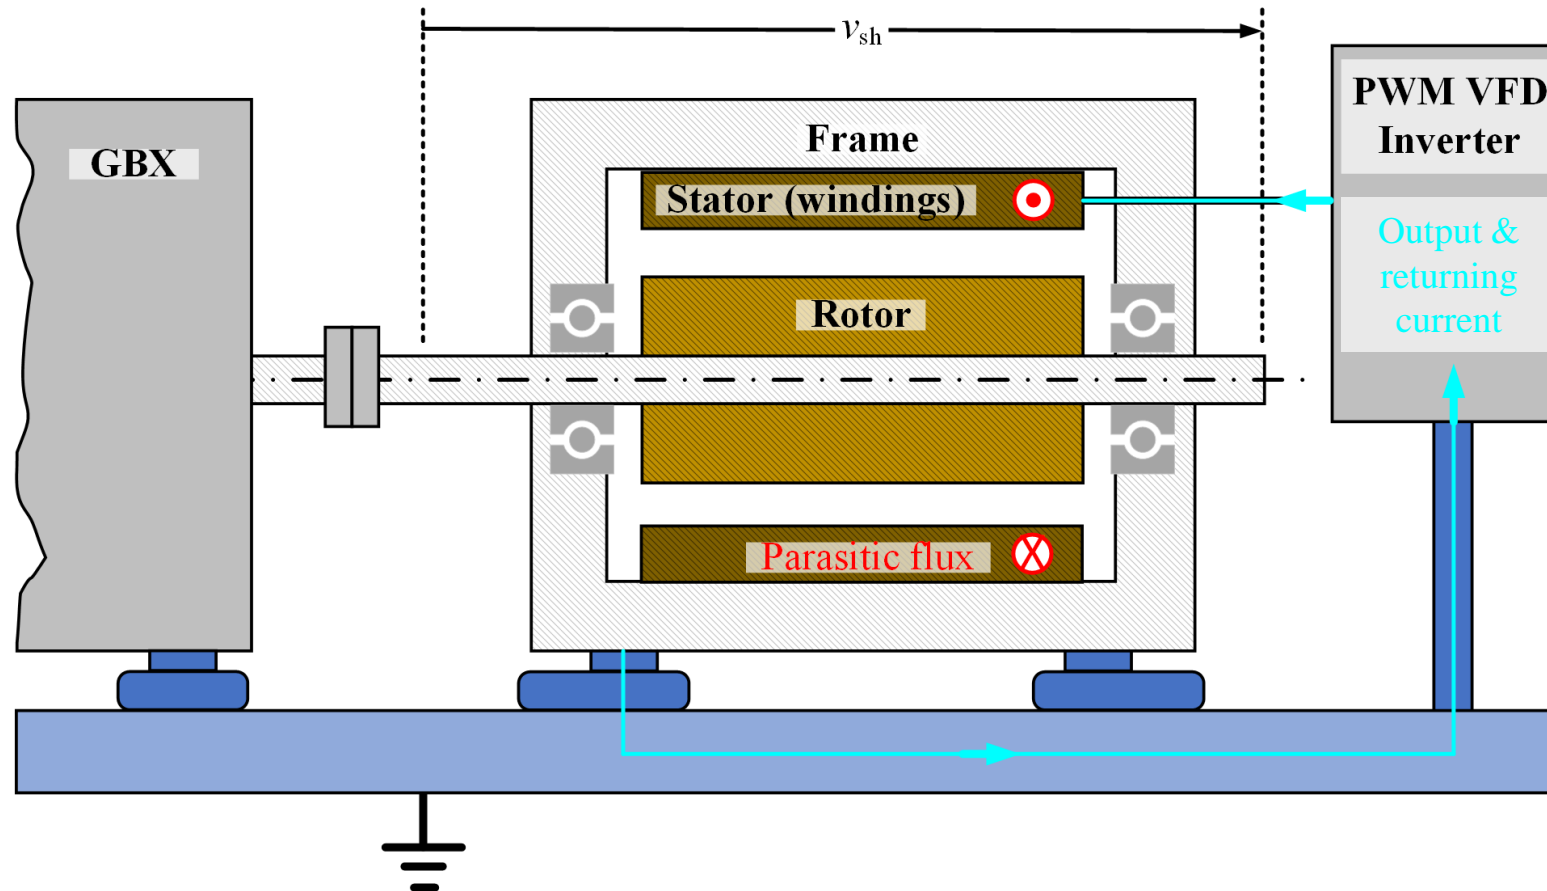 v_sh
PWM VFD
Inverter
Frame
GBX
Stator (windings)
Output &
returning
current
Rotor
Parasitic flux